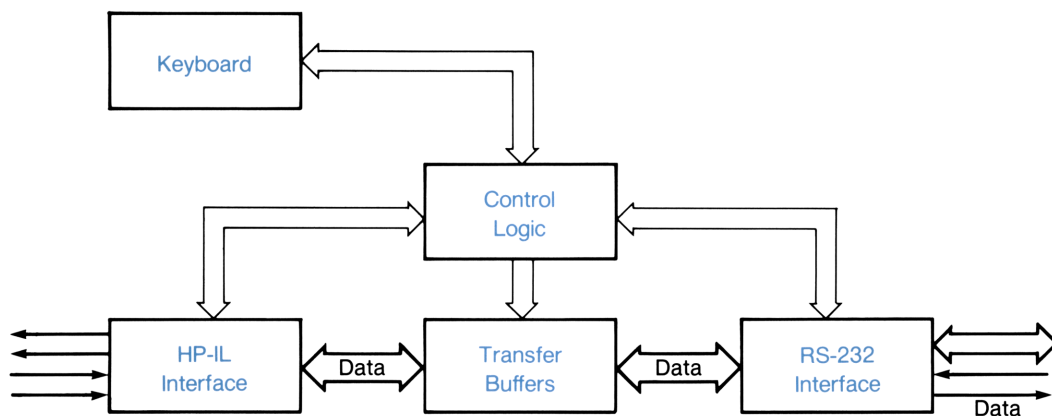 Keyboard
Control
Logic
HP-IL
Interface
Data
Transfer
Buffers
Data
RS-232
Interface
Data